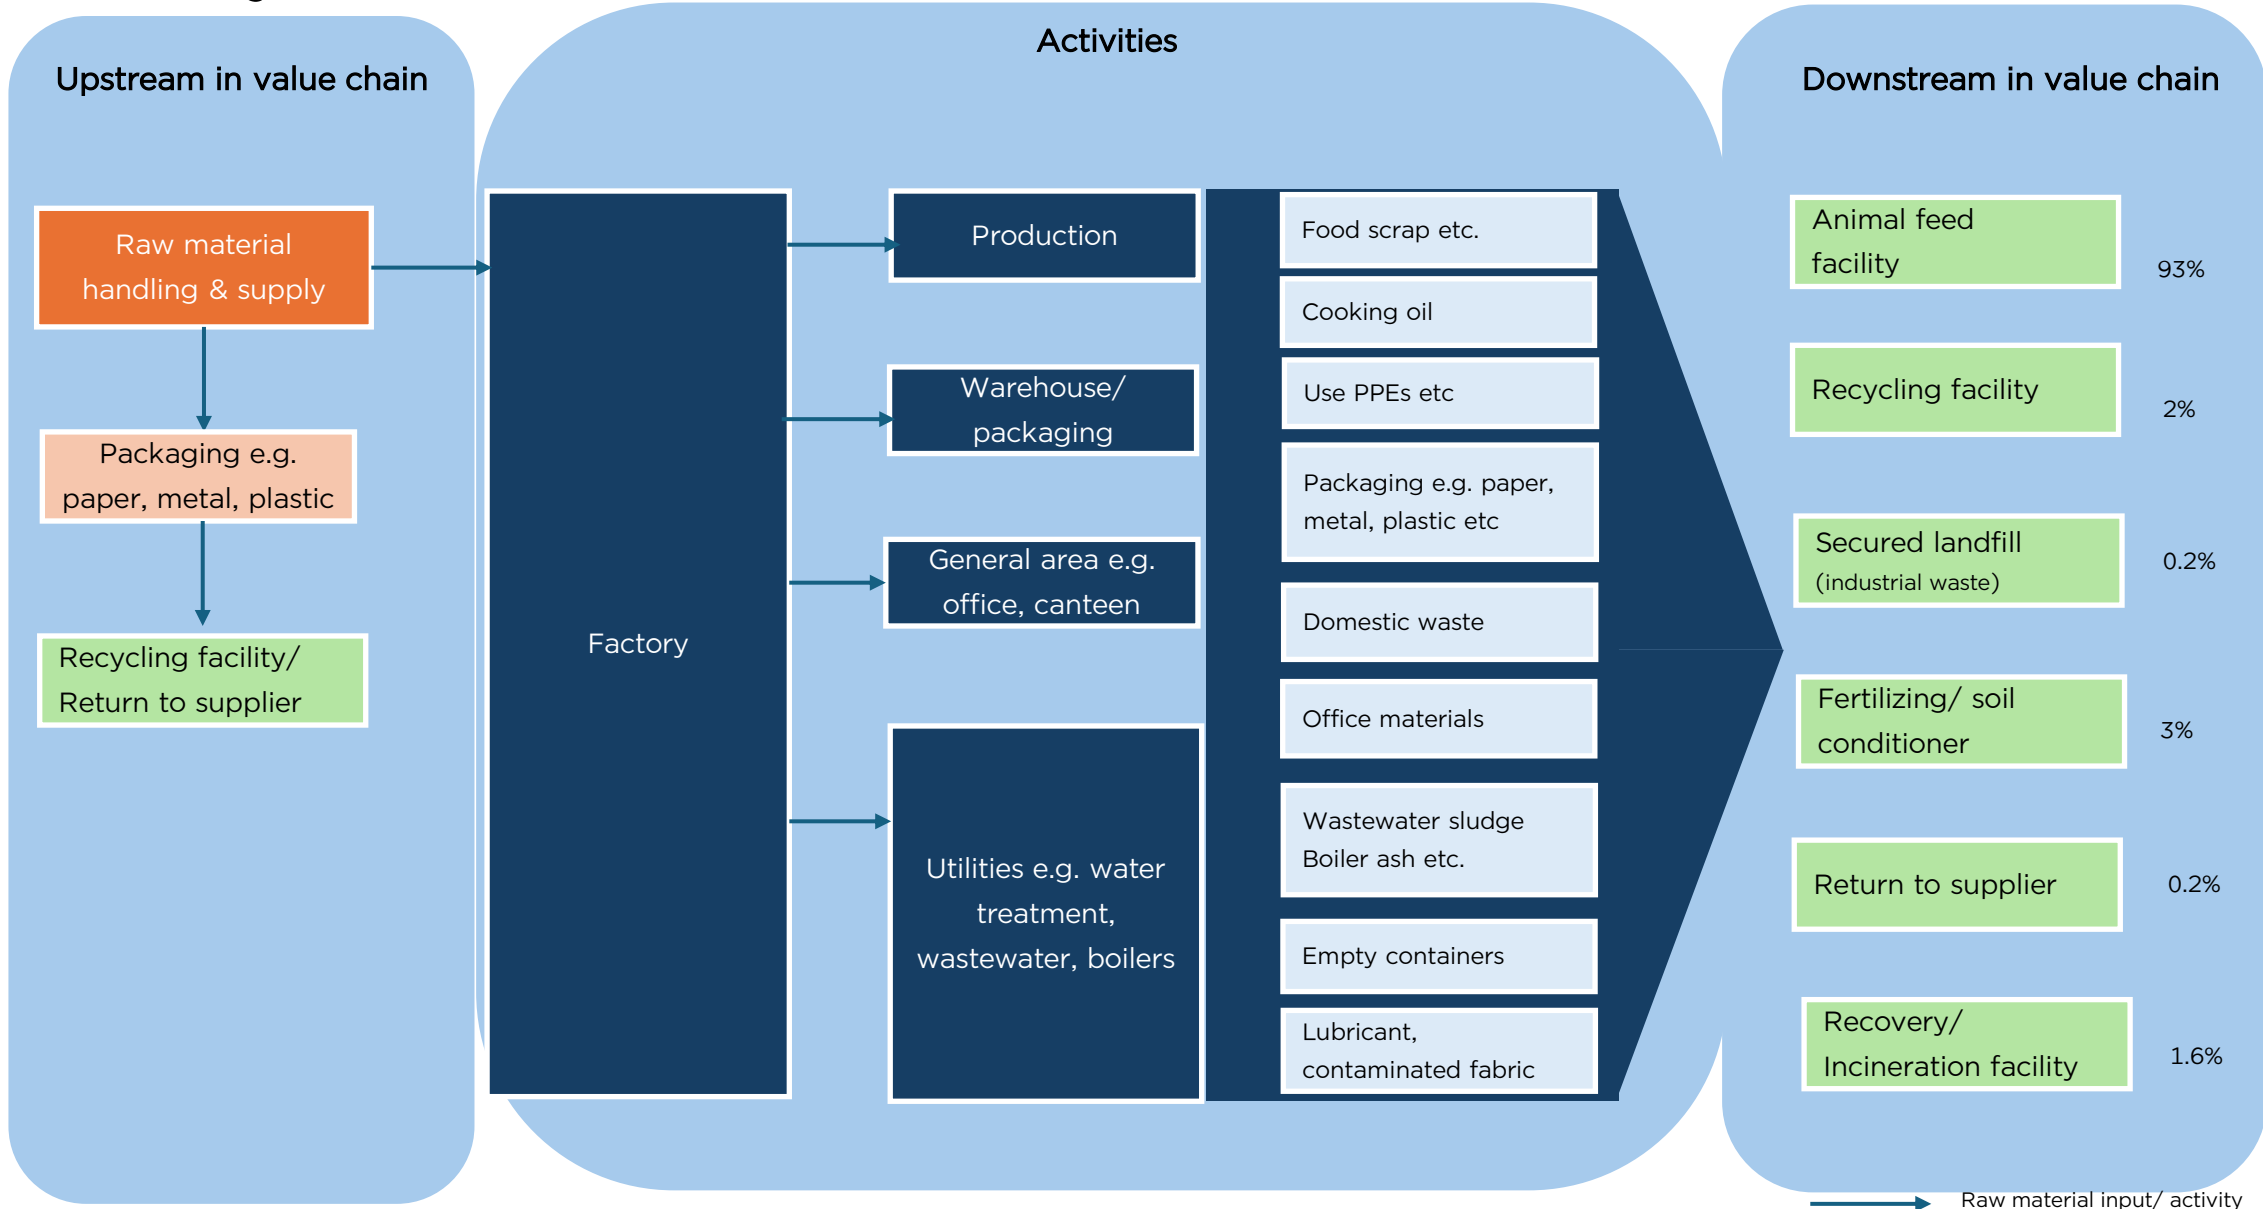 Upstream in value chain
Raw material
handling & supply
Packaging e.g.
paper, metal, plastic
Recycling facility/
Return to supplier
Activities
Factory
Production
Warehouse/
packaging
General area e.g.
office, canteen
Utilities e.g. water
treatment,
wastewater, boilers
Food scrap etc.
Cooking oil
Use PPEs etc
Packaging e.g. paper,
metal, plastic etc
Domestic waste
Office materials
Wastewater sludge
Boiler ash etc.
Empty containers
Lubricant,
contaminated fabric
Downstream in value chain
Animal feed
facility
93%
Recycling facility
2%
Secured landfill
(industrial waste)
0.2%
Fertilizing/ soil
conditioner
3%
Return to supplier
0.2%
Recovery/
Incineration facility
1.6%
Raw material input/ activity